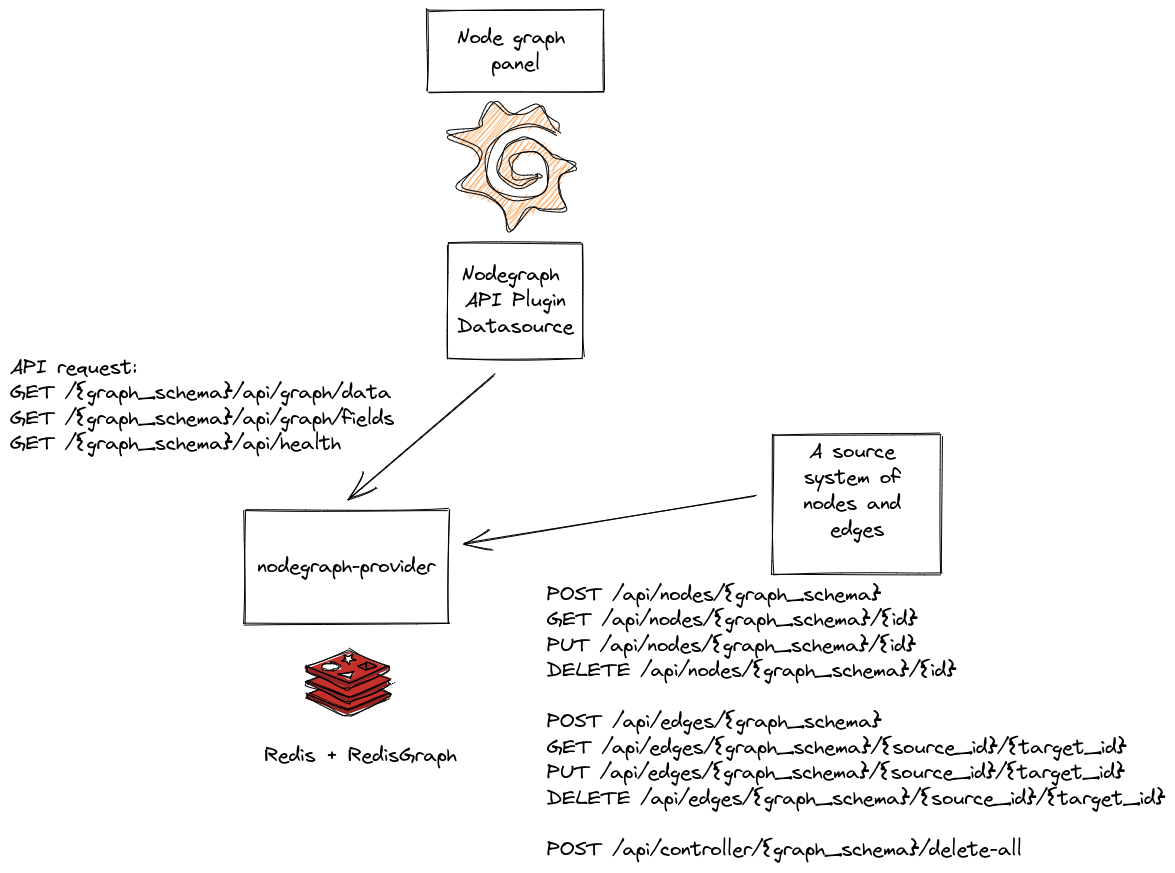 Node graph
panel
Nodegraph
API Plugin
Datasource
API request:
GET /{graph_schema}/api/graph/data
GET /{graph_schema}/api/graph/fields
GET /{graph_schema}/api/health
A source
system of
nodes and
edges
nodegraph-provider
POST /api/nodes/{graph_schema}
GET /api/nodes/{graph_schema}/{id}
PUT /api/nodes/{graph_schema}/{id}
DELETE /api/nodes/{graph_schema}/{id}
POST /api/edges/{graph_schema}
GET /api/edges/{graph_schema}/{source_id}/{target_id}
PUT /api/edges/{graph_schema}/{source_id}/{target_id}
DELETE /api/edges/{graph_schema}/{source_id}/{target_id}
POST /api/controller/{graph_schema}/delete-all
Redis + RedisGraph